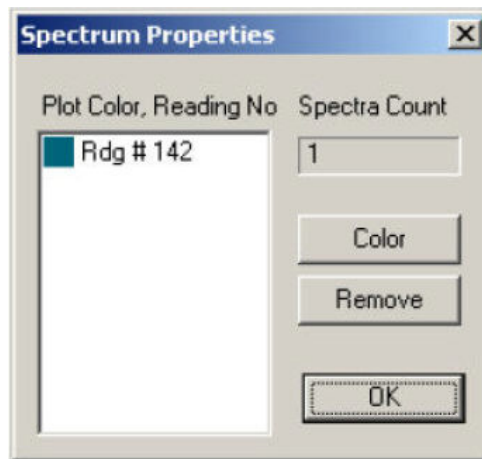 Spectrum Properties
Plot Color, Reading No
Spectra Count
Rdg # 142
1
Color
Remove
OK